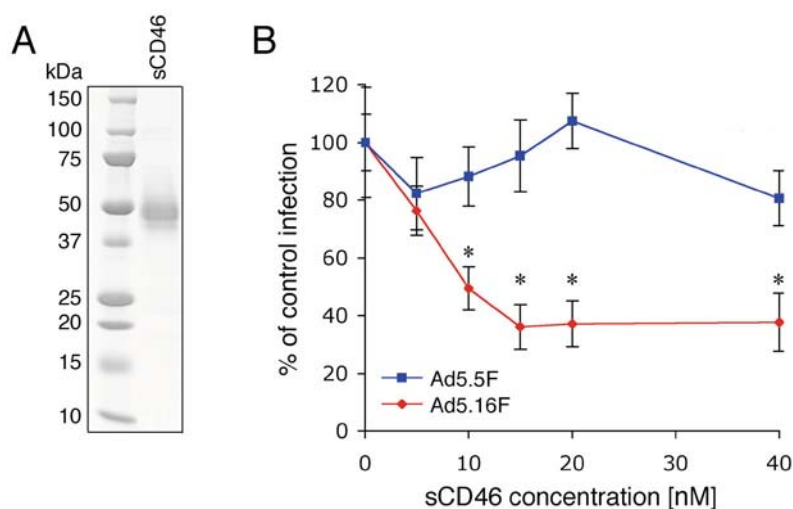 A
kDa
sCD46
150
100
75
50
37
25
20
15
10
B
% of control infection
120
100
80
60
40
20
0
* * * *
Ad5.5F
Ad5.16F
0 10 20 30 40
sCD46 concentration [nM]